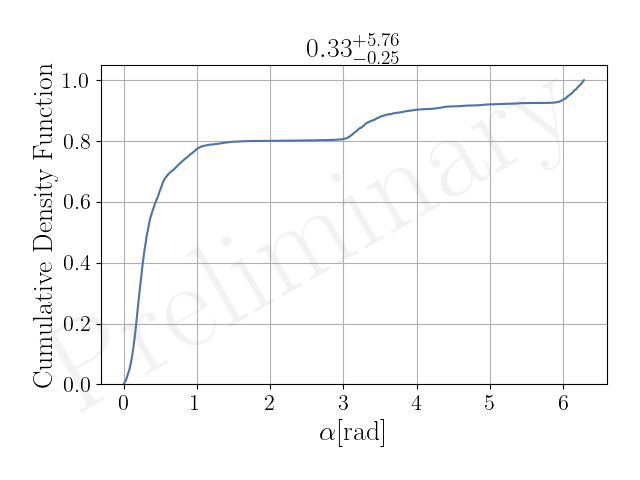 $0.33^{+5.76}_{-0.25}$
Cumulative Density Function
1.0
0.8
0.6
0.4
0.2
0.0
0 1 2 3 4 5 6
α[rad]
Preliminary